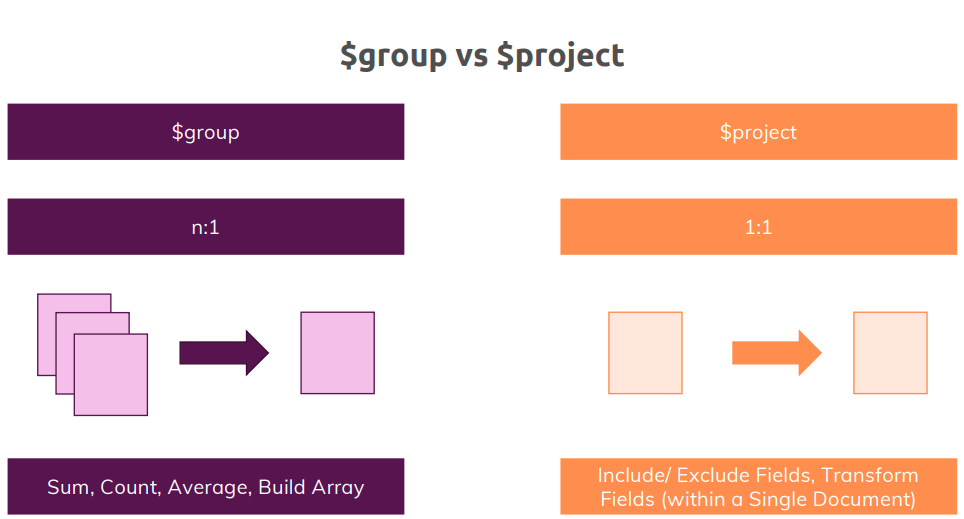 $group vs $project
$group
$project
n:1
1:1
Sum, Count, Average, Build Array
Include/ Exclude Fields, Transform
Fields (within a Single Document)